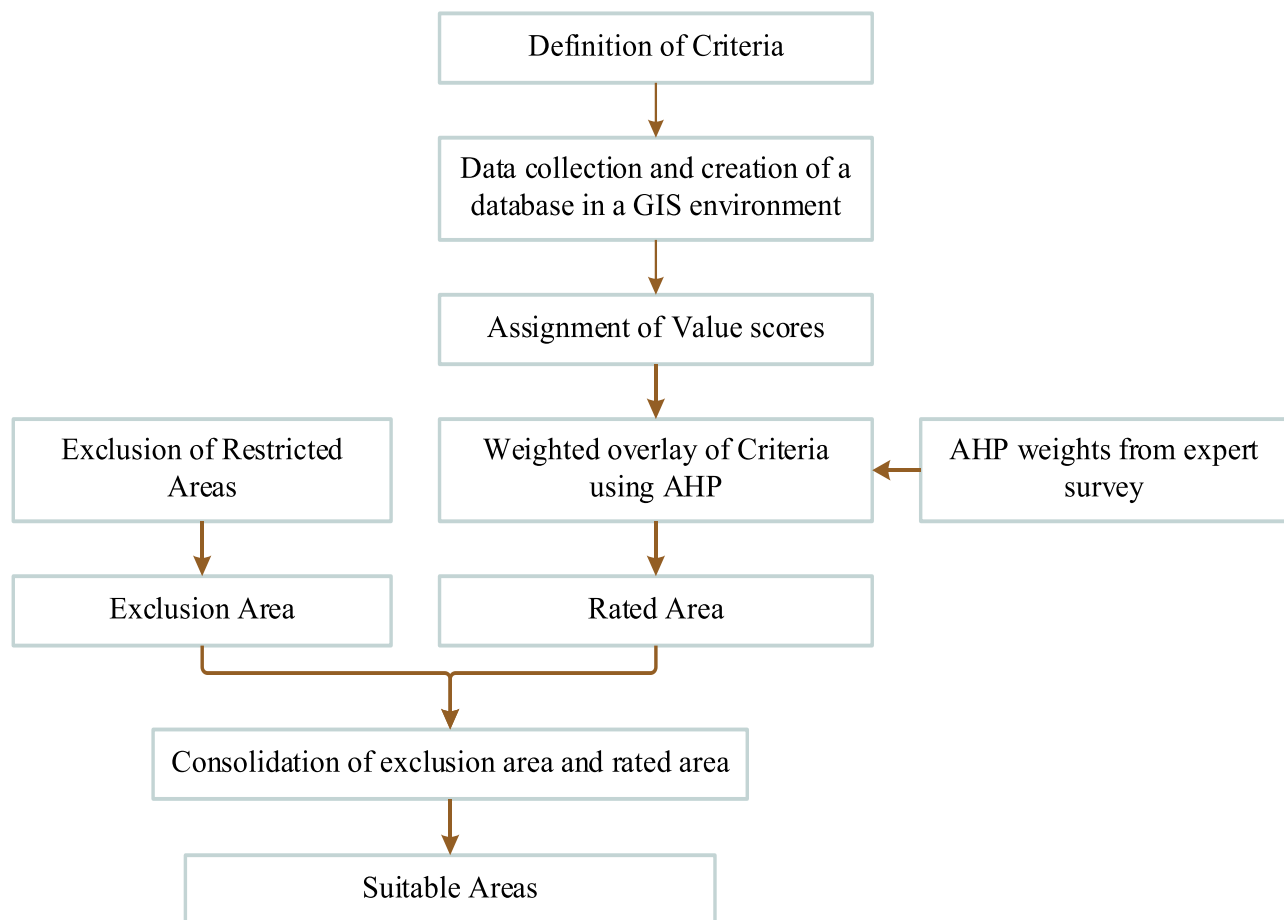 Definition of Criteria
Data collection and creation of a
database in a GIS environment
Assignment of Value scores
Exclusion of Restricted
Areas
Weighted overlay of Criteria
using AHP
AHP weights from expert
survey
Exclusion Area
Rated Area
Consolidation of exclusion area and rated area
Suitable Areas